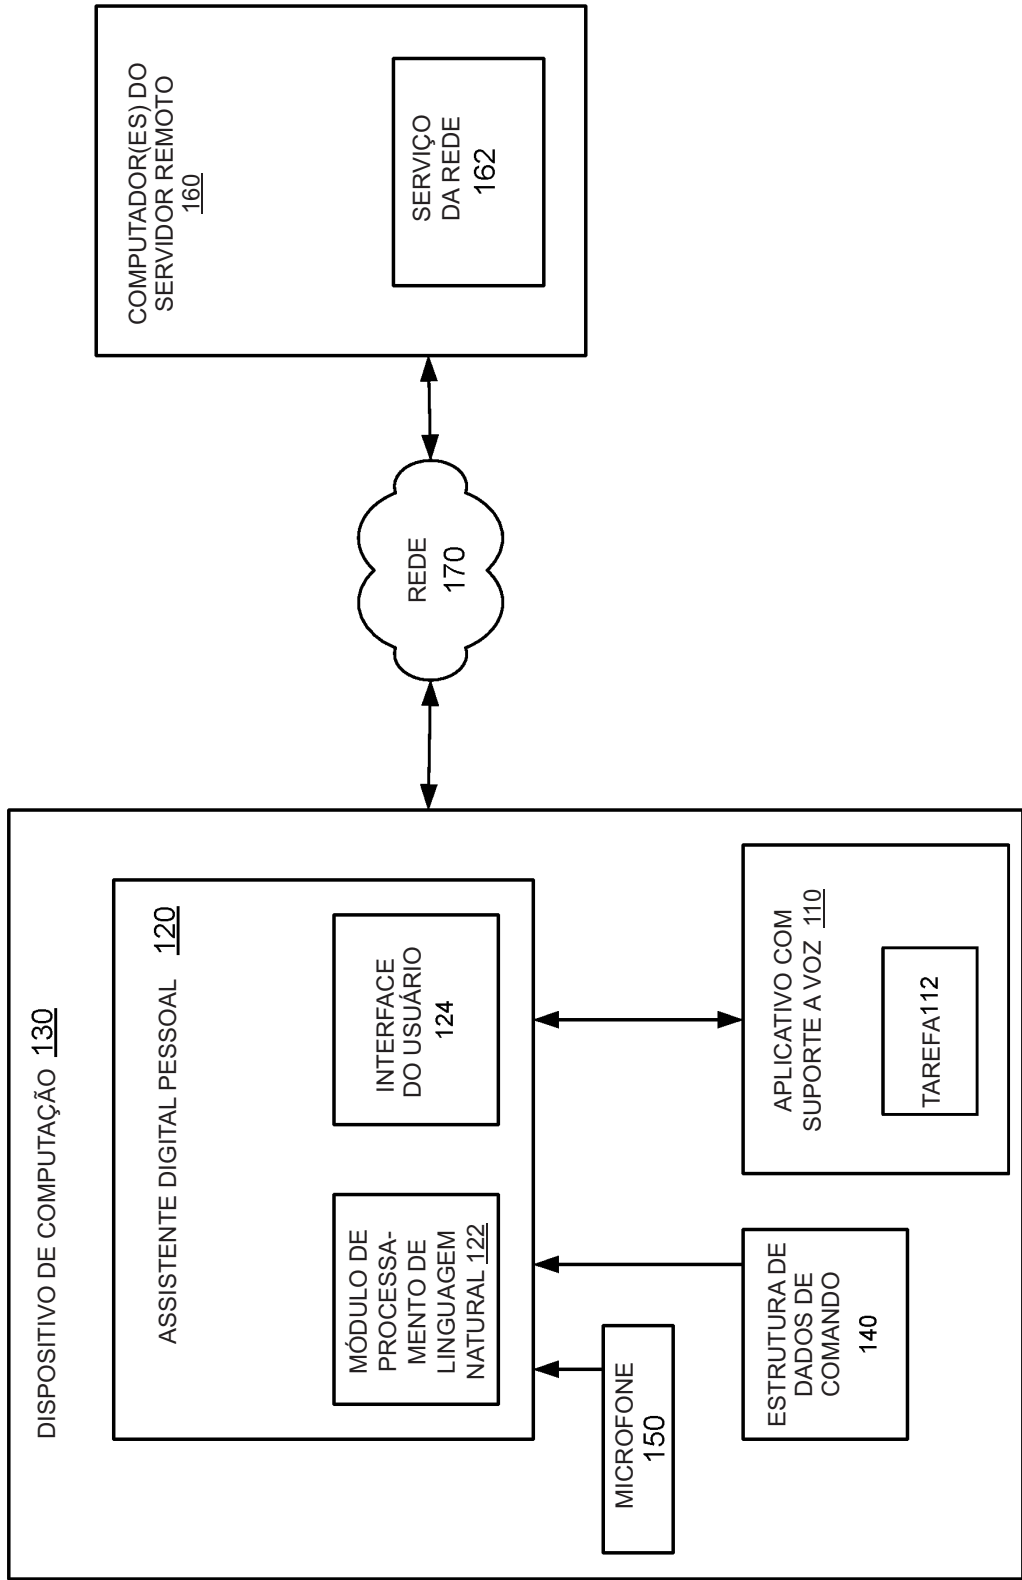 DISPOSITIVO DE COMPUTAÇÃO 130
ASSISTENTE DIGITAL PESSOAL 120
MÓDULO DE
PROCESSA-
MENTO DE
LINGUAGEM
NATURAL 122
INTERFACE
DO USUÁRIO
124
MICROFONE
150
ESTRUTURA DE
DADOS DE
COMANDO
140
APLICATIVO COM
SUPORTE A VOZ 110
TAREFA112
REDE
170
COMPUTADOR(ES) DO
SERVIDOR REMOTO
160
SERVIÇO
DA REDE
162